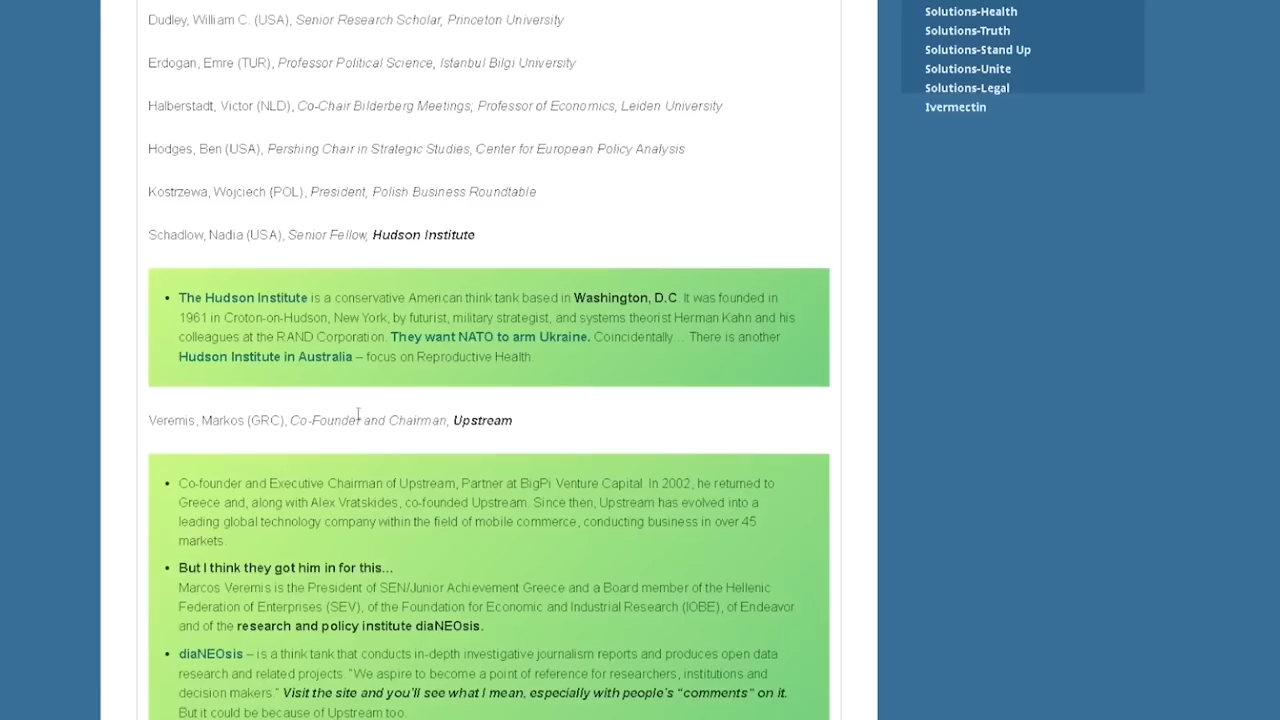 Dudley, William C. (USA), Senior Research Scholar, Princeton University
Erdogan, Emre (TUR), Professor Political Science, Istanbul Bilgi University
Halberstadt, Victor (NLD), Co-Chair Bilderberg Meetings; Professor of Economics, Leiden University
Hodges, Ben (USA), Pershing Chair in Strategic Studies, Center for European Policy Analysis
Kostrzewa, Wojciech (POL), President, Polish Business Roundtable
Schadlow, Nadia (USA), Senior Fellow, Hudson Institute
• The Hudson Institute is a conservative American think tank based in Washington, D.C. It was founded in
1961 in Croton-on-Hudson, New York, by futurist, military strategist, and systems theorist Herman Kahn and his
colleagues at the RAND Corporation. They want NATO to arm Ukraine. Coincidentally… There is another
Hudson Institute in Australia – focus on Reproductive Health.
Veremis, Markos (GRC), Co-Founder and Chairman, Upstream
• Co-founder and Executive Chairman of Upstream, Partner at BigPi Venture Capital. In 2002, he returned to
Greece and, along with Alex Vratskides, co-founded Upstream. Since then, Upstream has evolved into a
leading global technology company within the field of mobile commerce, conducting business in over 45
markets.
• But I think they got him in for this…
Marcos Veremis is the President of SEN/Junior Achievement Greece and a Board member of the Hellenic
Federation of Enterprises (SEV), of the Foundation for Economic and Industrial Research (IOBE), of Endeavor
and of the research and policy institute diaNEOsis.
• diaNEOsis – is a think tank that conducts in-depth investigative journalism reports and produces open data
research and related projects. "We aspire to become a point of reference for researchers, institutions and
decision makers." Visit the site and you'll see what I mean, especially with people's "comments" on it.
But it could be because of Upstream too.
Solutions-Health
Solutions-Truth
Solutions-Stand Up
Solutions-Unite
Solutions-Legal
Ivermectin